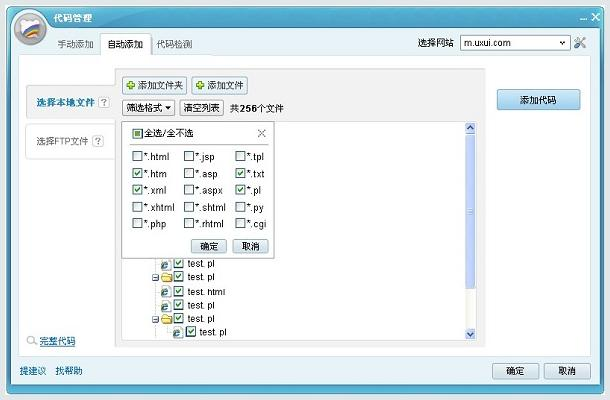 代码管理
手动添加 自动添加 代码检测 选择网站 m.uxui.com
添加文件夹 添加文件
选择本地文件 ? 筛选格式 清空列表 共256个文件 添加代码
选择FTP文件 ?
全选/全不选
*.html *.jsp *.tpl
*.htm *.asp *.txt
*.xml *.aspx *.pl
*.xhtml *.shtml *.py
*.php *.rhtml *.cgi
确定 取消
test. pl
test. pl
test. html
test. pl
test. pl
test. pl
完整代码
提建议 找帮助 确定 取消